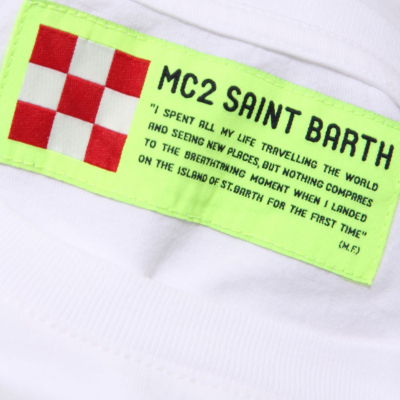 MC2 SAINT BARTH
"I SPENT ALL MY LIFE TRAVELLING THE WORLD
AND SEEING NEW PLACES, BUT NOTHING COMPARES
TO THE BREATHTAKING MOMENT WHEN I LANDED
ON THE ISLAND OF ST. BARTH FOR THE FIRST TIME"
(M.F.)